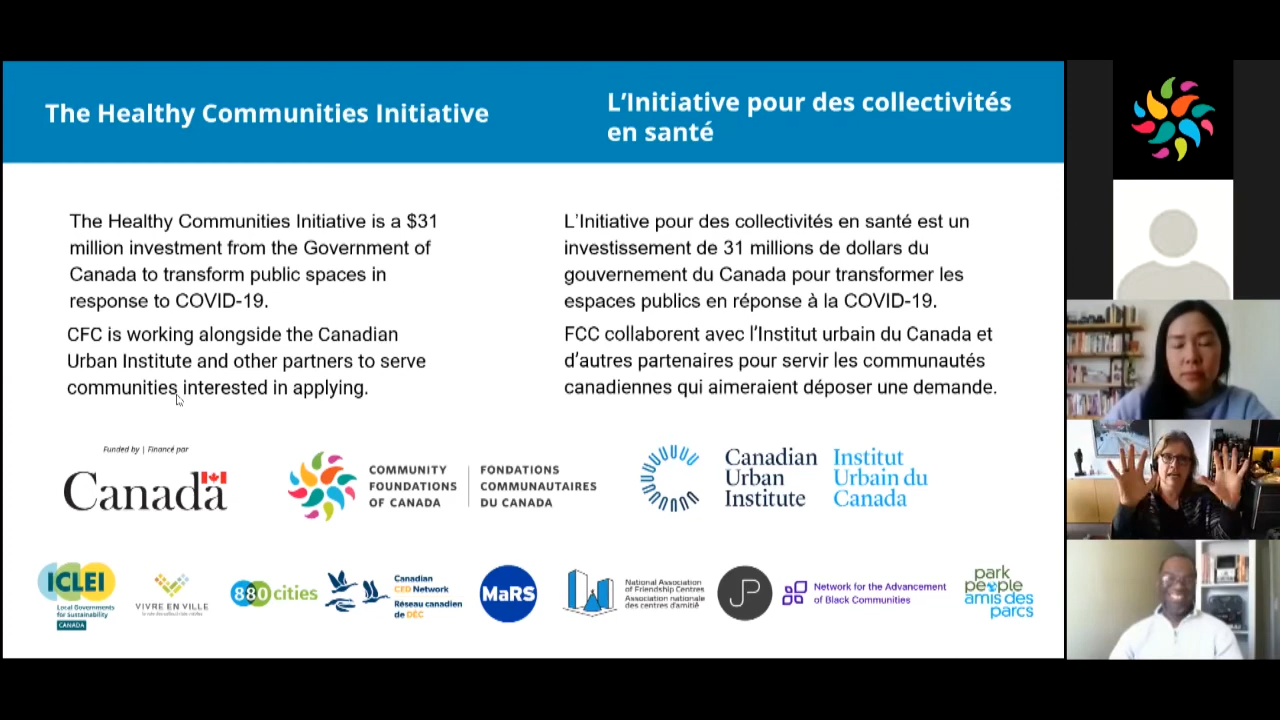 The Healthy Communities Initiative
L’Initiative pour des collectivités
en santé
The Healthy Communities Initiative is a $31
million investment from the Government of
Canada to transform public spaces in
response to COVID-19.
CFC is working alongside the Canadian
Urban Institute and other partners to serve
communities interested in applying.
L’Initiative pour des collectivités en santé est un
investissement de 31 millions de dollars du
gouvernement du Canada pour transformer les
espaces publics en réponse à la COVID-19.
FCC collaborent avec l’Institut urbain du Canada et
d’autres partenaires pour servir les communautés
canadiennes qui aimeraient déposer une demande.
Funded by | Financé par
Canada
COMMUNITY
FOUNDATIONS
OF CANADA
FONDATIONS
COMMUNAUTAIRES
DU CANADA
Canadian
Urban
Institute
Institut
Urbain du
Canada
ICLEI
Local Governments
for Sustainability
CANADA
VIVRE EN VILLE
880 cities
Canadian
CED Network
Réseau canadien
de DÉC
MaRS
National Association
of Friendship Centres
Association nationale
des centres d’amitié
JP
Network for the Advancement
of Black Communities
park
people
amis des
parcs